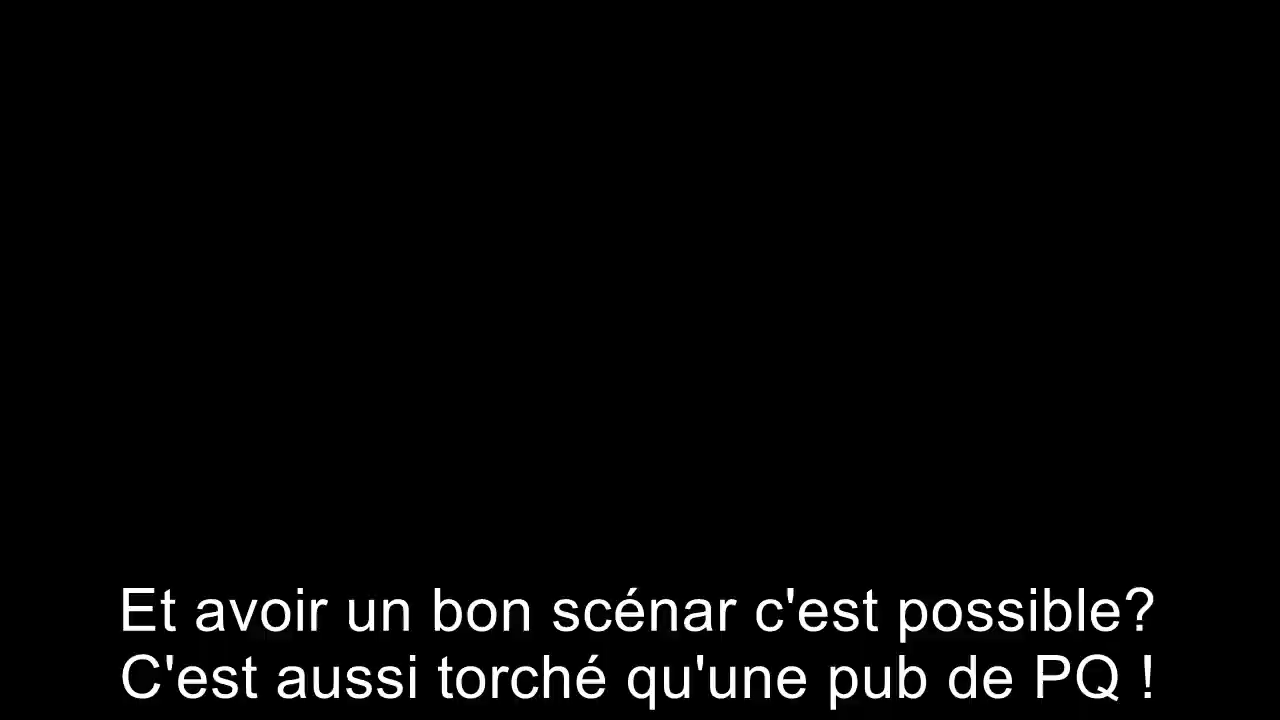 Et avoir un bon scénar c'est possible?
C'est aussi torché qu'une pub de PQ !